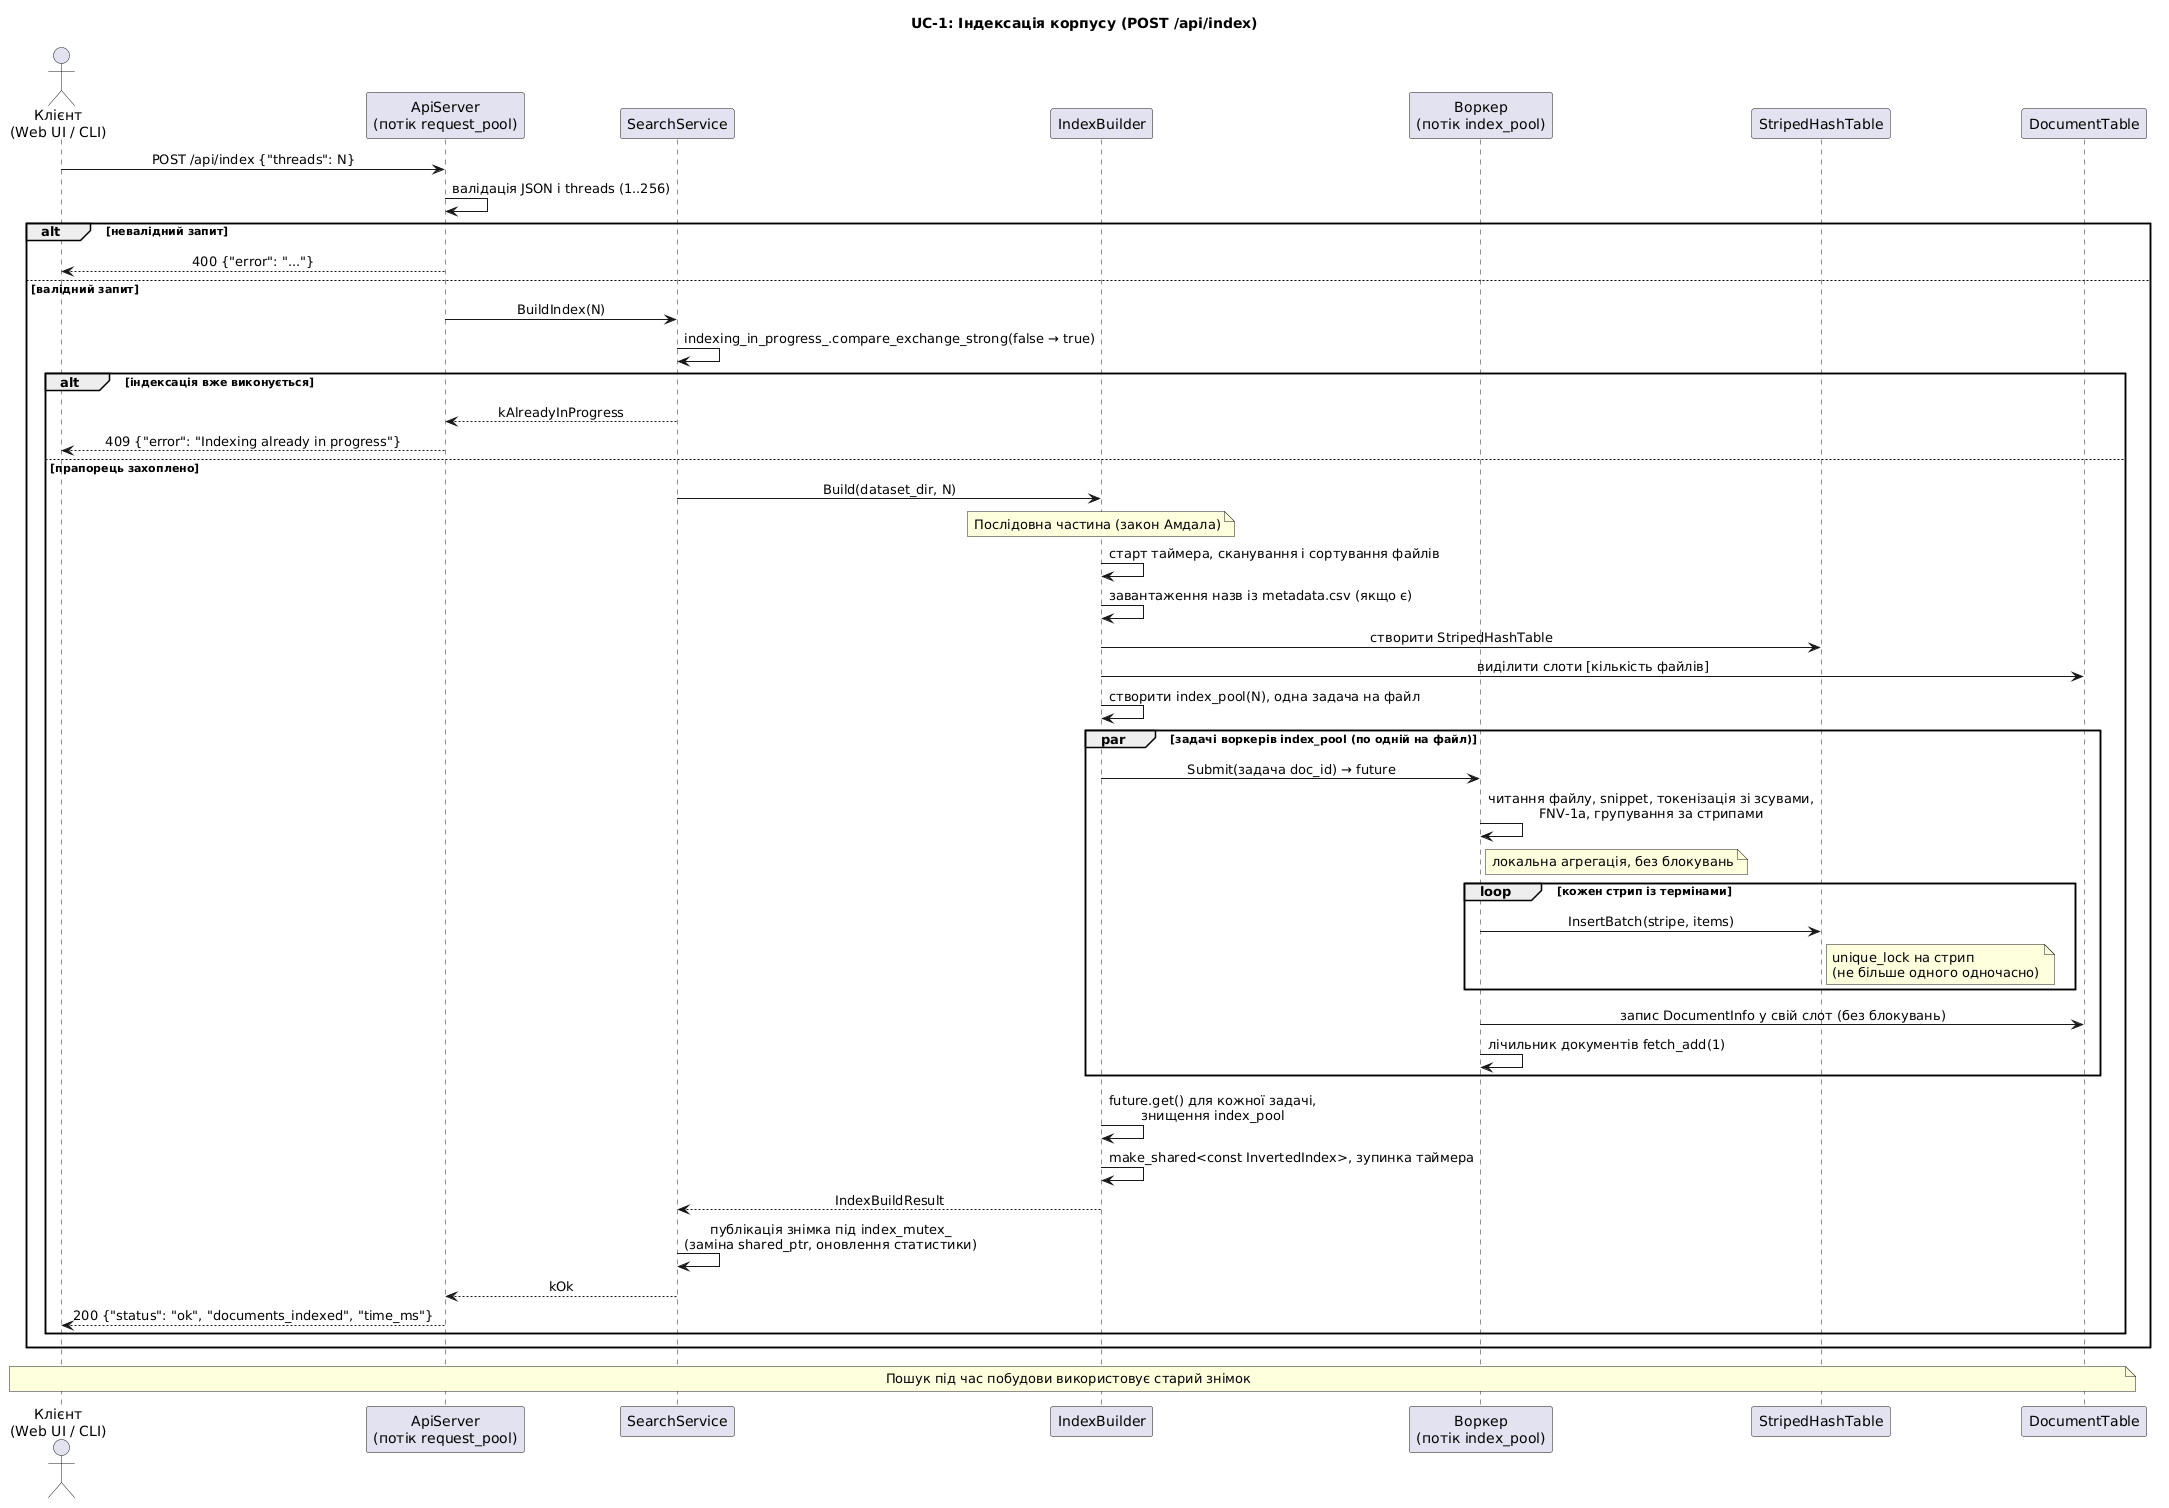 UC-1: Індексація корпусу (POST /api/index)
Клієнт
(Web UI / CLI)
ApiServer
(потік request_pool)
SearchService
IndexBuilder
Воркер
(потік index_pool)
StripedHashTable
DocumentTable
POST /api/index {"threads": N}
валідація JSON і threads (1..256)
alt [невалідний запит]
400 {"error": "..."}
[валідний запит]
BuildIndex(N)
indexing_in_progress_.compare_exchange_strong(false → true)
alt [індексація вже виконується]
kAlreadyInProgress
409 {"error": "Indexing already in progress"}
[прапорець захоплено]
Build(dataset_dir, N)
Послідовна частина (закон Амдала)
старт таймера, сканування і сортування файлів
завантаження назв із metadata.csv (якщо є)
створити StripedHashTable
виділити слоти [кількість файлів]
створити index_pool(N), одна задача на файл
par [задачі воркерів index_pool (по одній на файл)]
Submit(задача doc_id) → future
читання файлу, snippet, токенізація зі зсувами,
FNV-1a, групування за стрипами
локальна агрегація, без блокувань
loop [кожен стрип із термінами]
InsertBatch(stripe, items)
unique_lock на стрип
(не більше одного одночасно)
запис DocumentInfo у свій слот (без блокувань)
лічильник документів fetch_add(1)
future.get() для кожної задачі,
знищення index_pool
make_shared<const InvertedIndex>, зупинка таймера
IndexBuildResult
публікація знімка під index_mutex_
(заміна shared_ptr, оновлення статистики)
kOk
200 {"status": "ok", "documents_indexed", "time_ms"}
Пошук під час побудови використовує старий знімок
Клієнт
(Web UI / CLI)
ApiServer
(потік request_pool)
SearchService
IndexBuilder
Воркер
(потік index_pool)
StripedHashTable
DocumentTable